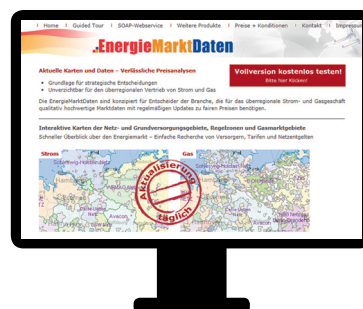 Home | Guided Tour | SOAP-Webservice | Weitere Produkte | Preise + Konditionen | Kontakt | Impressum
EnergieMarktDaten
Aktuelle Karten und Daten – Verlässliche Preisanalysen
Vollversion kostenlos testen!
Bitte hier klicken!
• Grundlage für strategische Entscheidungen
• Unverzichtbar für den überregionalen Vertrieb von Strom und Gas
Die EnergieMarktDaten sind konzipiert für Entscheider der Branche, die für das überregionale Strom- und Gasgeschäft
qualitativ hochwertige Marktdaten mit regelmäßigen Updates zu fairen Preisen benötigen.
Interaktive Karten der Netz- und Grundversorgungsgebiete, Regelzonen und Gasmarktgebiete
Schneller Überblick über den Energiemarkt – Einfache Recherche von Versorgern, Tarifen und Netzentgelten
Strom
Gas
Aktualisierung
täglich